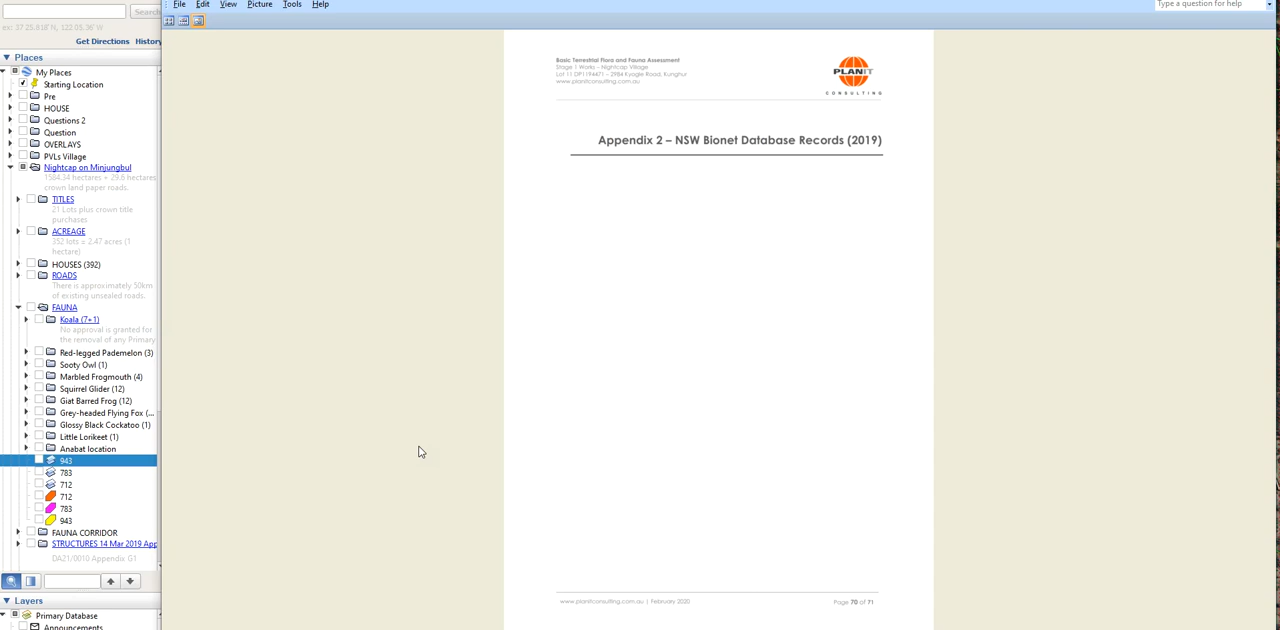 File Edit View Picture Tools Help
Type a question for help
Search
ex: 37 25.818' N, 122 05.36' W
Get Directions History
Places
My Places
Starting Location
Pre
HOUSE
Questions 2
Question
OVERLAYS
PVLs Village
Nightcap on Minjungbul
1584.34 hectares + 29.6 hectares
crown land paper roads.
TITLES
21 Lots plus crown title
purchases
ACREAGE
352 lots = 2.47 acres (1
hectare)
HOUSES (392)
ROADS
There is approximately 50km
of existing unsealed roads.
FAUNA
Koala (7+1)
No approval is granted for
the removal of any Primary
Red-legged Pademelon (3)
Sooty Owl (1)
Marbled Frogmouth (4)
Squirrel Glider (12)
Giat Barred Frog (12)
Grey-headed Flying Fox (...
Glossy Black Cockatoo (1)
Little Lorikeet (1)
Anabat location
943
783
712
712
783
943
FAUNA CORRIDOR
STRUCTURES 14 Mar 2019 App
DA21/0010 Appendix G1
Layers
Primary Database
Announcements
Basic Terrestrial Flora and Fauna Assessment
Stage 1 Works – Nightcap Village
Lot 11 DP1194471 – 2984 Kyogle Road, Kunghur
www.planitconsulting.com.au
PLANIT
CONSULTING
Appendix 2 – NSW Bionet Database Records (2019)
www.planitconsulting.com.au | February 2020
Page 70 of 71